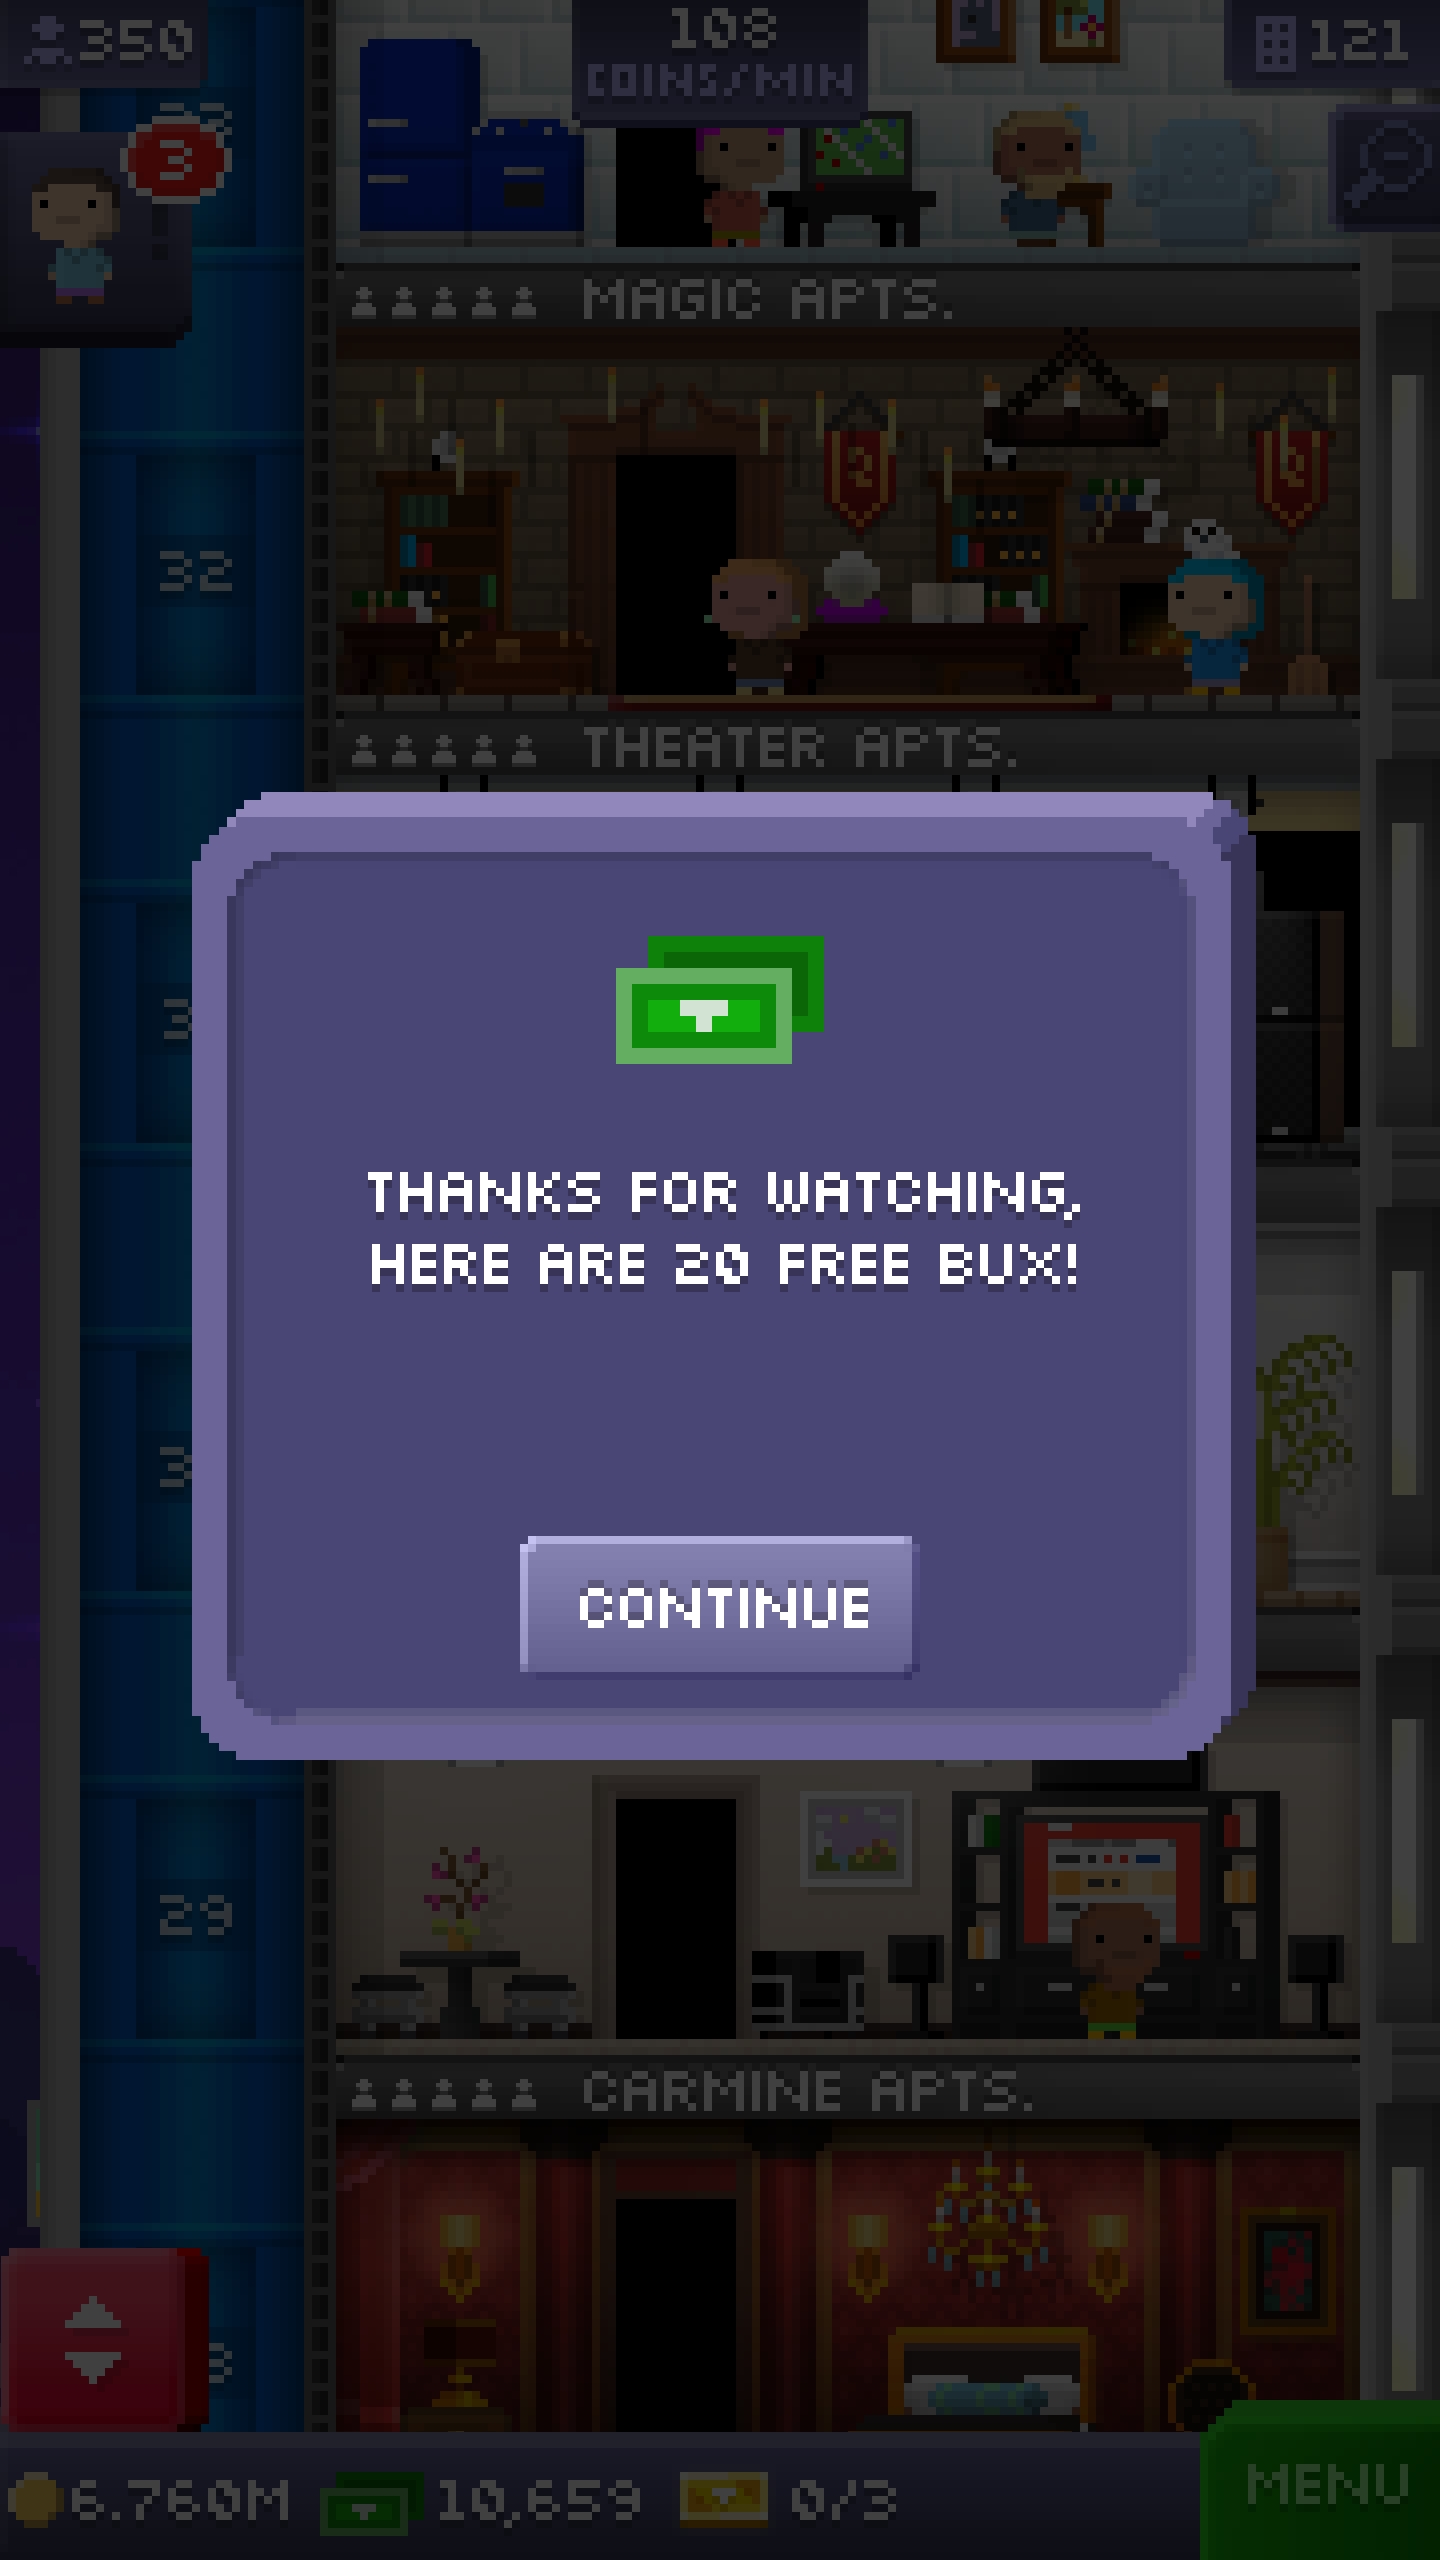 350
108
COINS/MIN
121
3
MAGIC APTS.
32
THEATER APTS.
THANKS FOR WATCHING,
HERE ARE 20 FREE BUX!
CONTINUE
29
CARMINE APTS.
6.760M
10,659
0/3
MENU